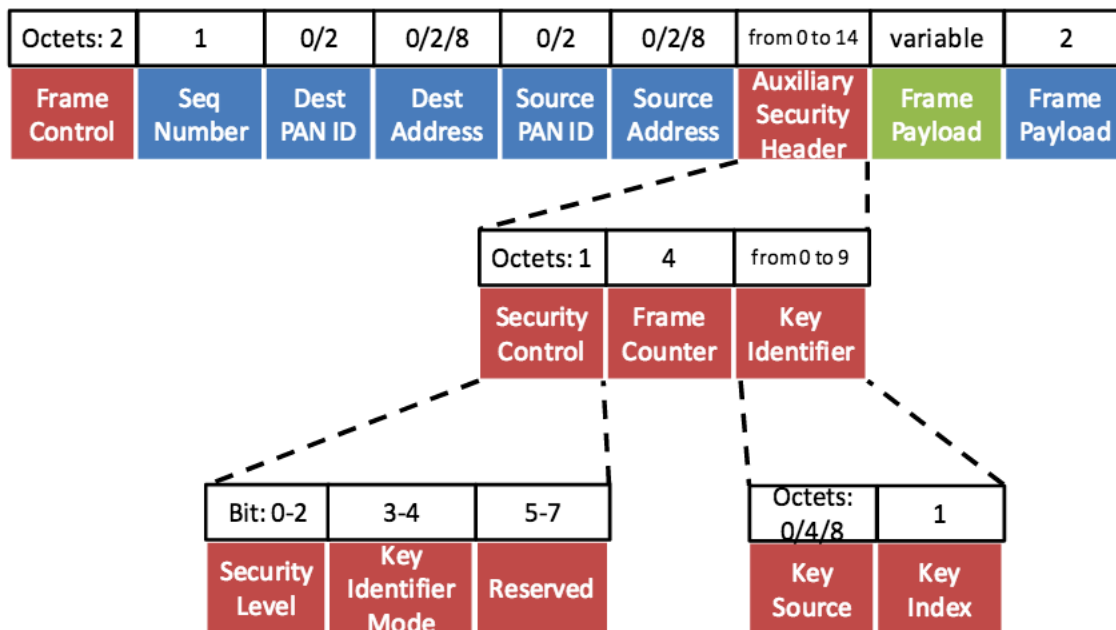 Octets: 2 1 0/2 0/2/8 0/2 0/2/8 from 0 to 14 variable 2
Frame Control
Seq Number
Dest PAN ID
Dest Address
Source PAN ID
Source Address
Auxiliary Security Header
Frame Payload
Frame Payload
Octets: 1 4 from 0 to 9
Security Control
Frame Counter
Key Identifier
Bit: 0-2 3-4 5-7
Security Level
Key Identifier Mode
Reserved
Octets: 0/4/8 1
Key Source
Key Index